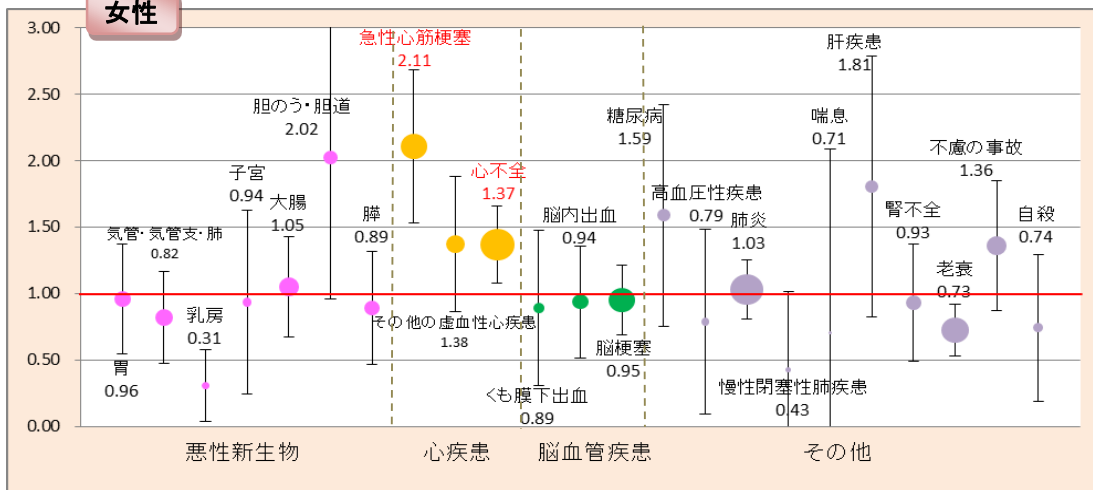 女性
3.00
2.50
2.00
1.50
1.00
0.50
0.00
胃
0.96
気管・気管支・肺
0.82
乳房
0.31
子宮
0.94
大腸
1.05
胆のう・胆道
2.02
膵
0.89
急性心筋梗塞
2.11
その他の虚血性心疾患
1.38
心不全
1.37
くも膜下出血
0.89
脳内出血
0.94
脳梗塞
0.95
糖尿病
1.59
高血圧性疾患
0.79
肺炎
1.03
慢性閉塞性肺疾患
0.43
喘息
0.71
肝疾患
1.81
腎不全
0.93
老衰
0.73
不慮の事故
1.36
自殺
0.74
悪性新生物
心疾患
脳血管疾患
その他